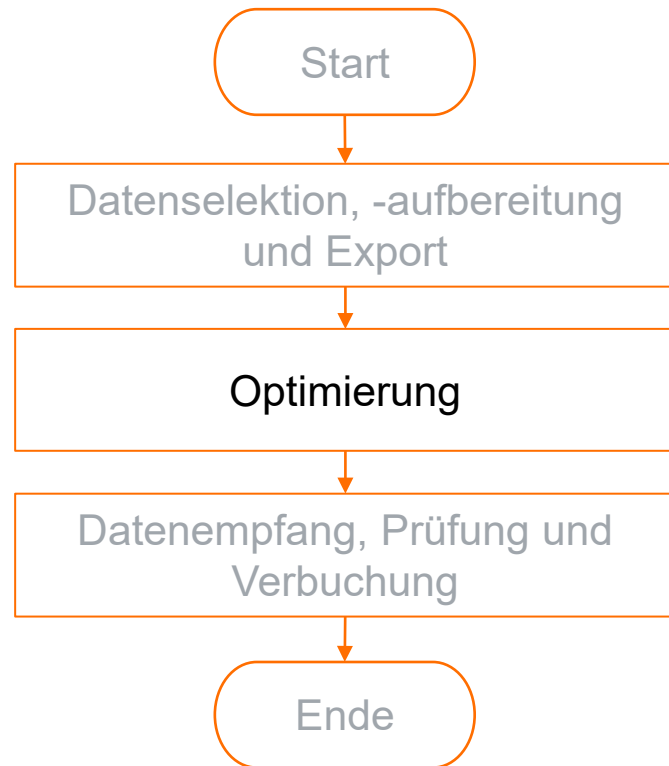 Start
Datenselektion, -aufbereitung
und Export
Optimierung
Datenempfang, Prüfung und
Verbuchung
Ende